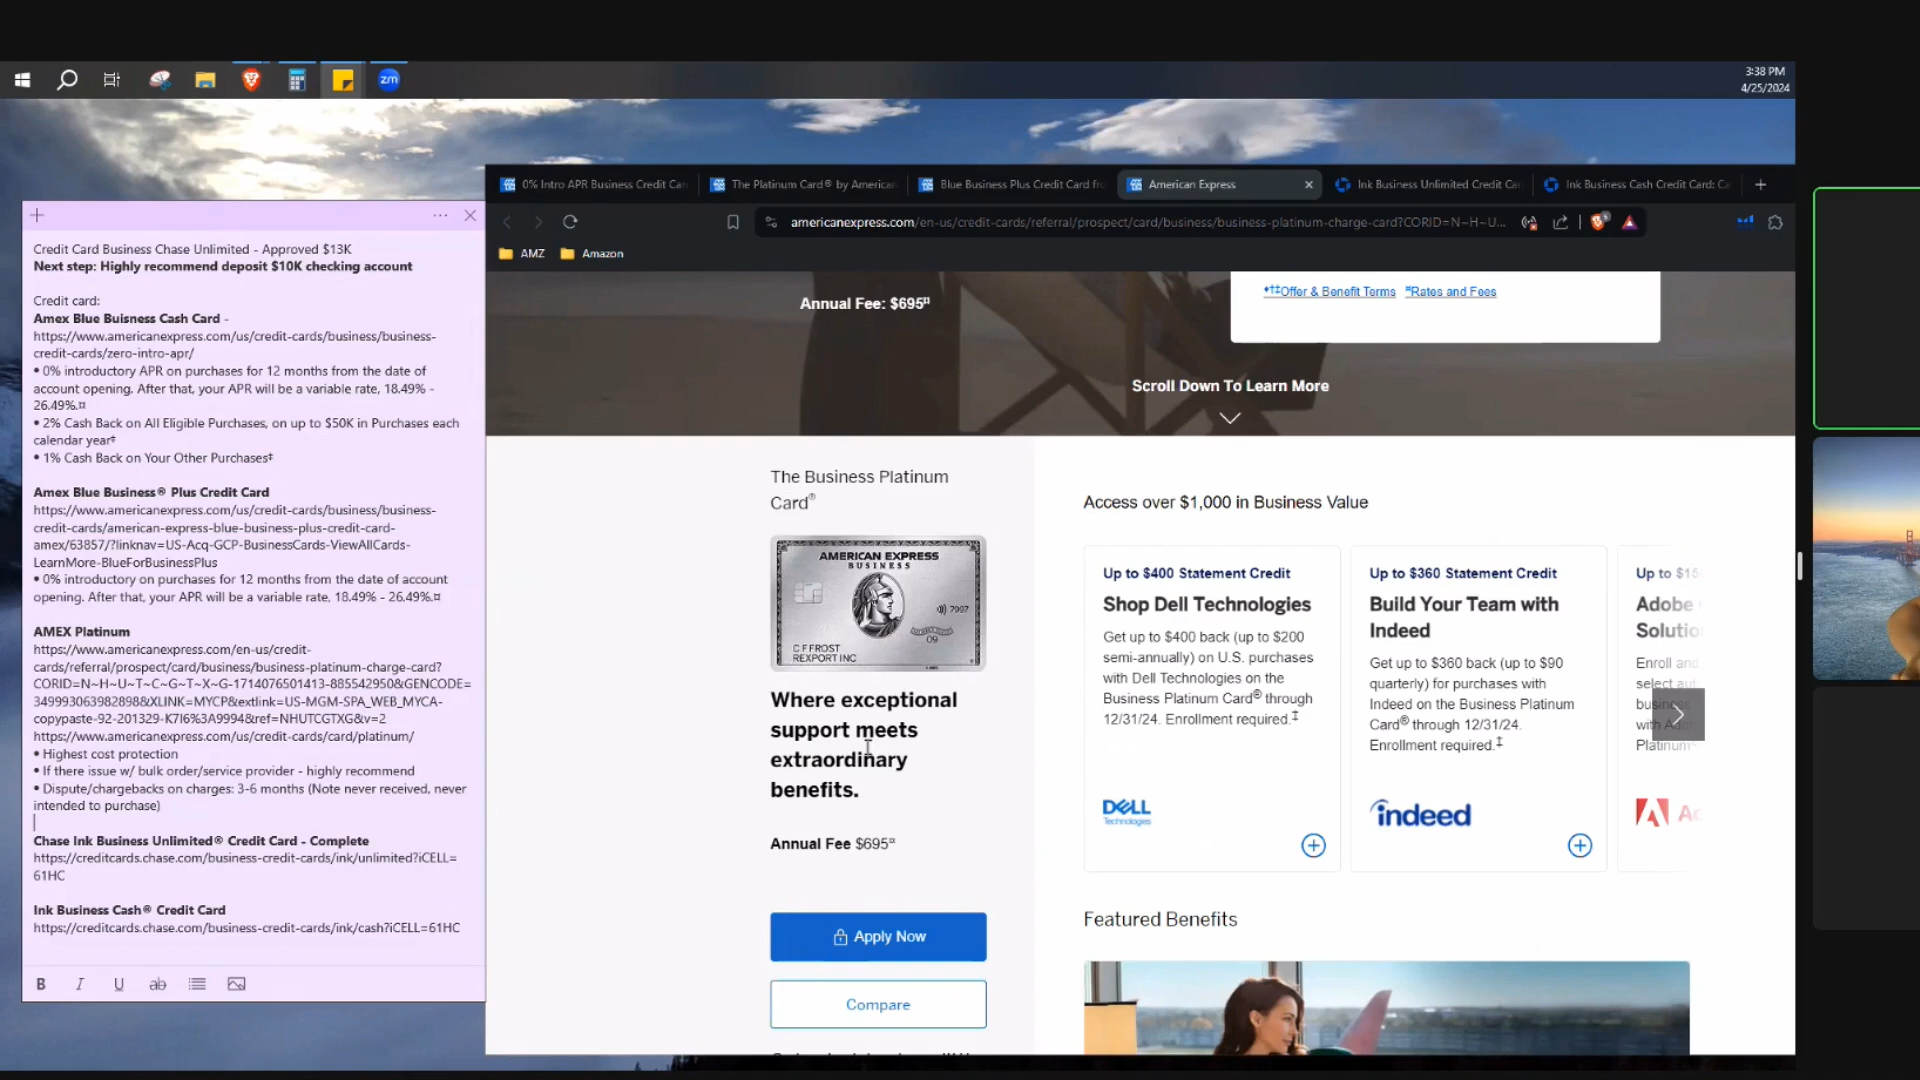 zm
3:38 PM
4/25/2024
0% Intro APR Business Credit Car
The Platinum Card® by American
Blue Business Plus Credit Card fr
American Express
Ink Business Unlimited Credit Car
Ink Business Cash Credit Card: Ca
americanexpress.com/en-us/credit-cards/referral/prospect/card/business/business-platinum-charge-card?CORID=N~H~U...
AMZ
Amazon
Credit Card Business Chase Unlimited - Approved $13K
Next step: Highly recommend deposit $10K checking account
Credit card:
Amex Blue Buisness Cash Card -
https://www.americanexpress.com/us/credit-cards/business/business-
credit-cards/zero-intro-apr/
• 0% introductory APR on purchases for 12 months from the date of
account opening. After that, your APR will be a variable rate, 18.49% -
26.49%.¤
• 2% Cash Back on All Eligible Purchases, on up to $50K in Purchases each
calendar year‡
• 1% Cash Back on Your Other Purchases‡
Amex Blue Business® Plus Credit Card
https://www.americanexpress.com/us/credit-cards/business/business-
credit-cards/american-express-blue-business-plus-credit-card-
amex/63857/?linknav=US-Acq-GCP-BusinessCards-ViewAllCards-
LearnMore-BlueForBusinessPlus
• 0% introductory on purchases for 12 months from the date of account
opening. After that, your APR will be a variable rate, 18.49% - 26.49%.¤
AMEX Platinum
https://www.americanexpress.com/en-us/credit-
cards/referral/prospect/card/business/business-platinum-charge-card?
CORID=N~H~U~T~C~G~T~X~G-1714076501413-885542950&GENCODE=
349993063982898&XLINK=MYCP&extlink=US-MGM-SPA_WEB_MYCA-
copypaste-92-201329-K7I6%3A9994&ref=NHUTCGTXG&v=2
https://www.americanexpress.com/us/credit-cards/card/platinum/
• Highest cost protection
• If there issue w/ bulk order/service provider - highly recommend
• Dispute/chargebacks on charges: 3-6 months (Note never received, never
intended to purchase)
Chase Ink Business Unlimited® Credit Card - Complete
https://creditcards.chase.com/business-credit-cards/ink/unlimited?iCELL=
61HC
Ink Business Cash® Credit Card
https://creditcards.chase.com/business-credit-cards/ink/cash?iCELL=61HC
B I U ab
Annual Fee: $695¤
♦†‡Offer & Benefit Terms ¤Rates and Fees
Scroll Down To Learn More
The Business Platinum
Card®
AMERICAN EXPRESS
BUSINESS
7997
09
C F FROST
REXPORT INC
Where exceptional
support meets
extraordinary
benefits.
Annual Fee $695¤
Apply Now
Compare
Access over $1,000 in Business Value
Up to $400 Statement Credit
Shop Dell Technologies
Get up to $400 back (up to $200
semi-annually) on U.S. purchases
with Dell Technologies on the
Business Platinum Card® through
12/31/24. Enrollment required.‡
DELL
Technologies
Up to $360 Statement Credit
Build Your Team with
Indeed
Get up to $360 back (up to $90
quarterly) for purchases with
Indeed on the Business Platinum
Card® through 12/31/24.
Enrollment required.‡
indeed
Up to $15
Adobe
Solutio
Enroll and
select
with
Platinum
Featured Benefits